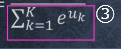 ∑_{k=1}^{K} e^{u_k} ③